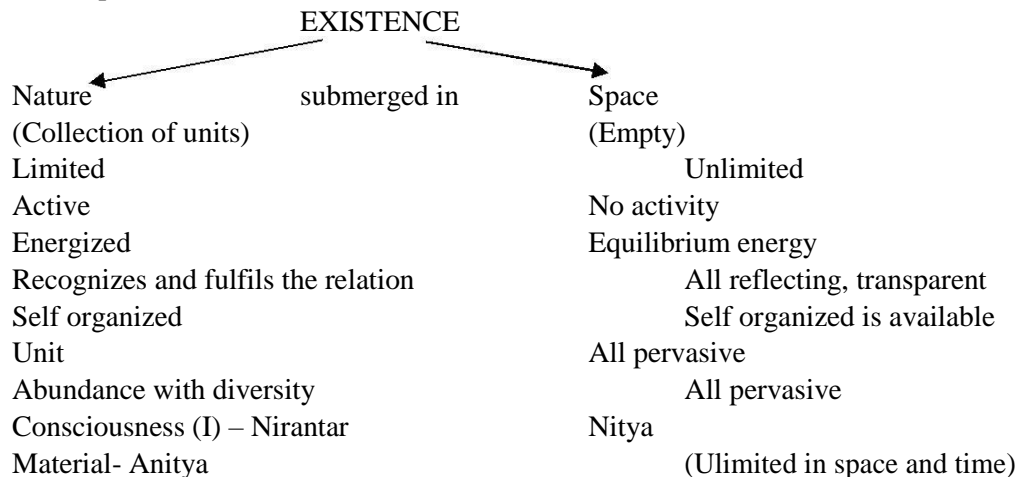 EXISTENCE
Nature submerged in Space
(Collection of units) (Empty)
Limited Unlimited
Active No activity
Energized Equilibrium energy
Recognizes and fulfils the relation All reflecting, transparent
Self organized Self organized is available
Unit All pervasive
Abundance with diversity All pervasive
Consciousness (I) – Nirantar Nitya
Material- Anitya (Ulimited in space and time)